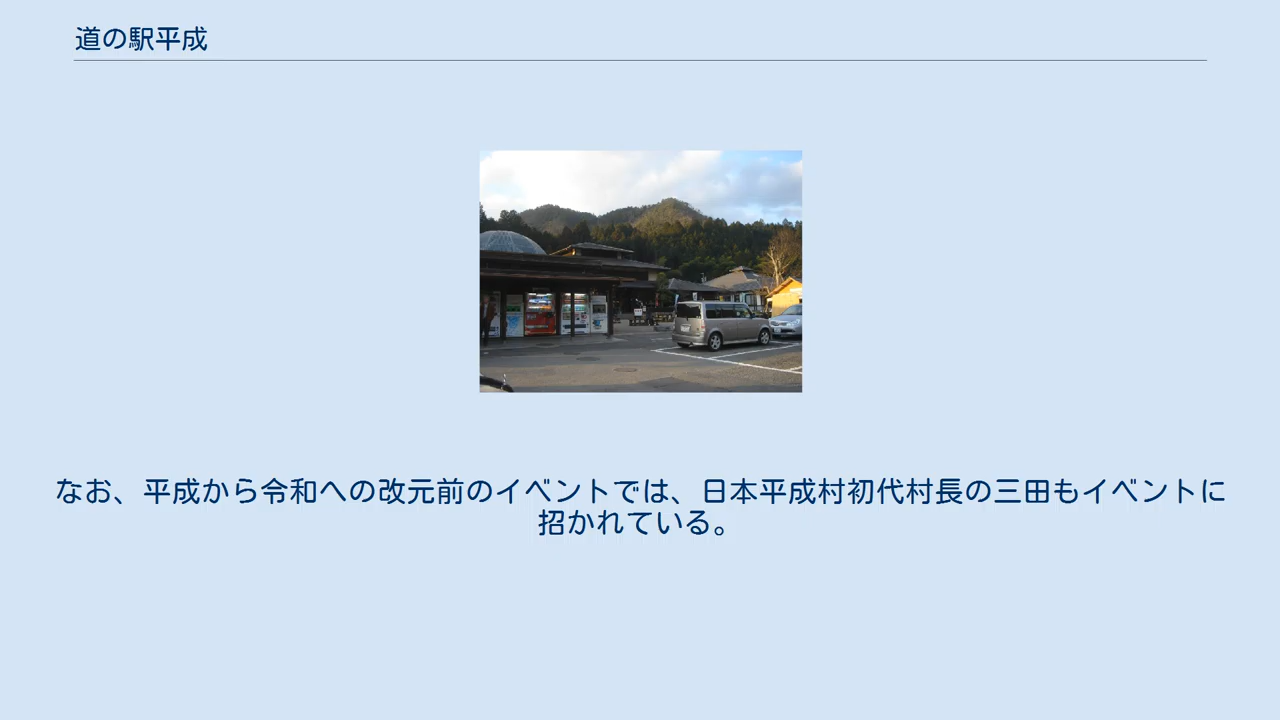 道の駅平成
なお、平成から令和への改元前のイベントでは、日本平成村初代村長の三田もイベントに
招かれている。